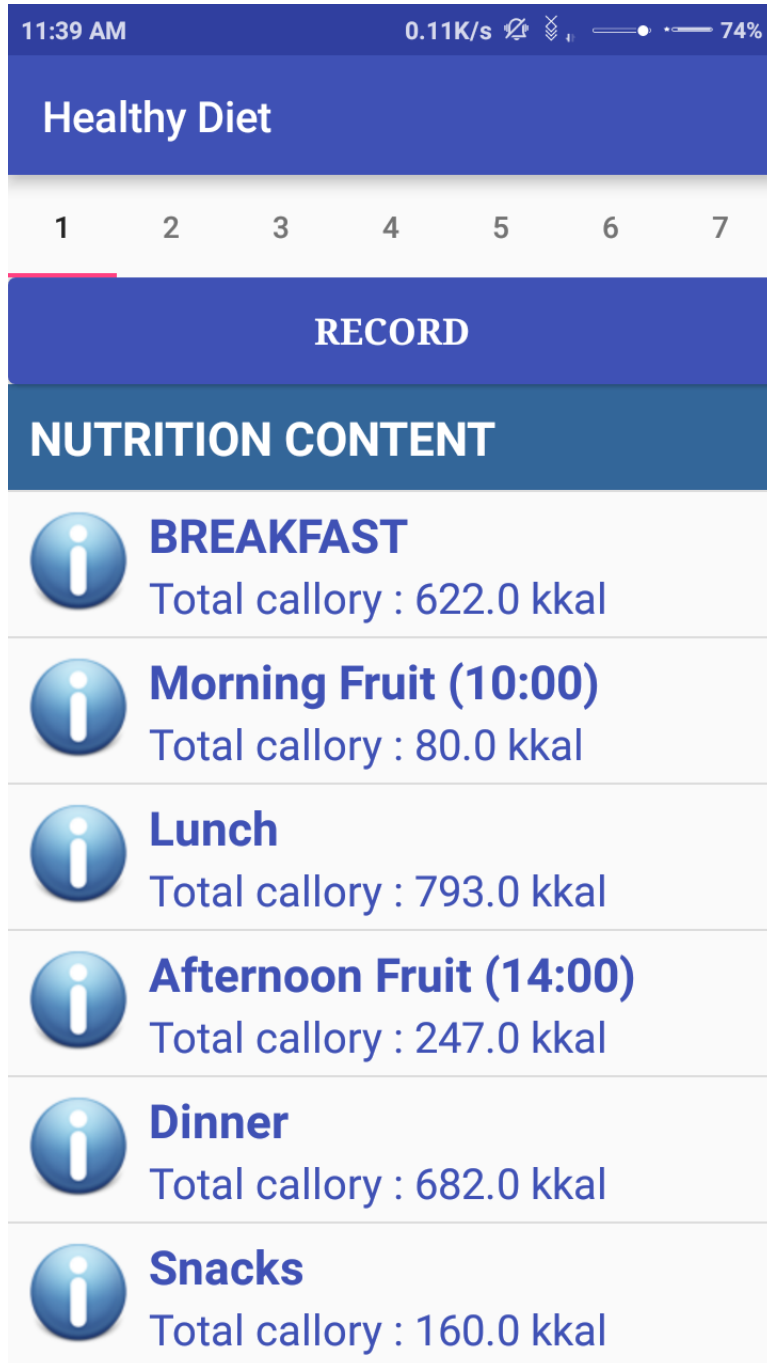 11:39 AM 0.11K/s 74%
Healthy Diet
1 2 3 4 5 6 7
RECORD
NUTRITION CONTENT
BREAKFAST
Total callory : 622.0 kkal
Morning Fruit (10:00)
Total callory : 80.0 kkal
Lunch
Total callory : 793.0 kkal
Afternoon Fruit (14:00)
Total callory : 247.0 kkal
Dinner
Total callory : 682.0 kkal
Snacks
Total callory : 160.0 kkal